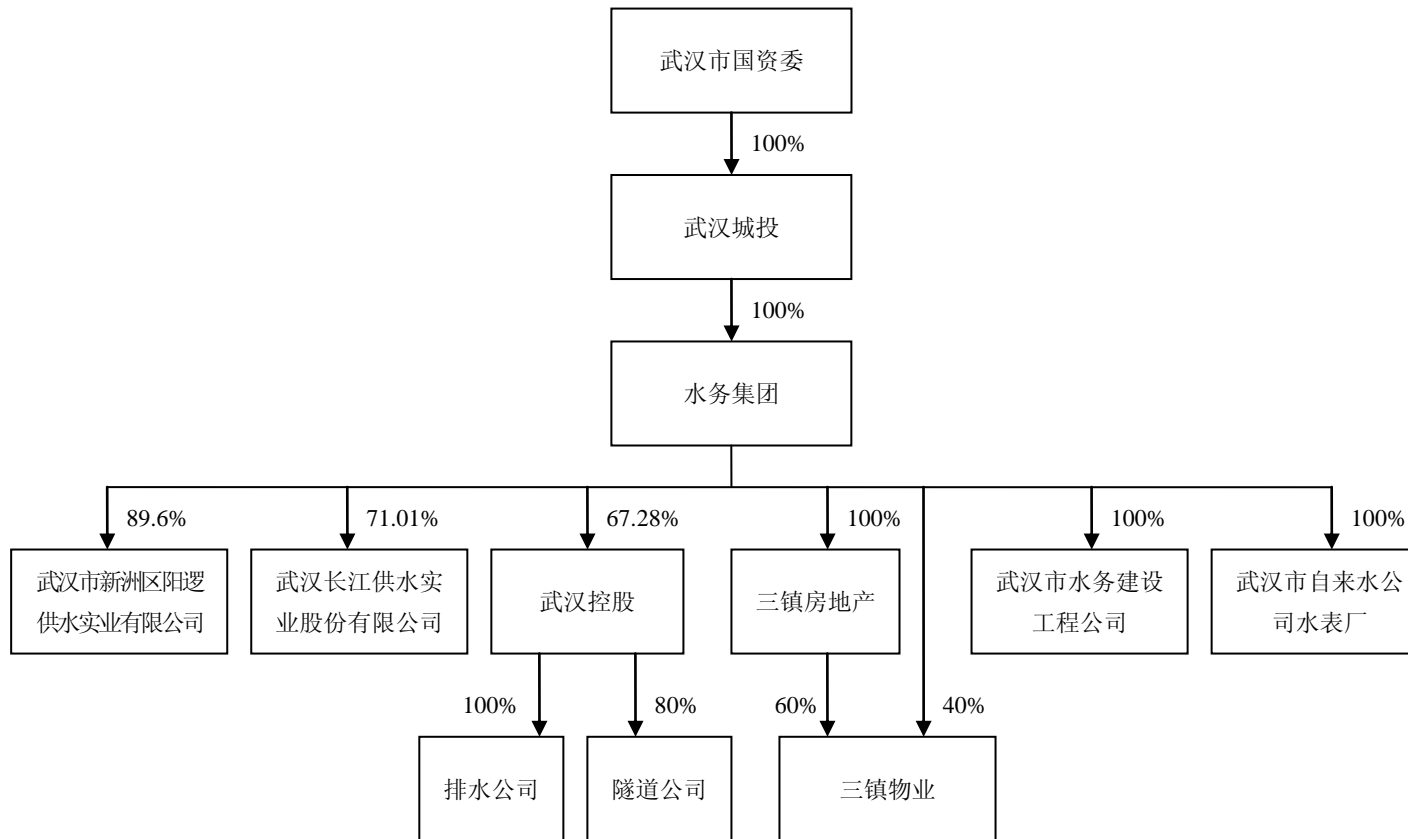 武汉市国资委
100%
武汉城投
100%
水务集团
89.6%
71.01%
67.28%
100%
100%
100%
武汉市新洲区阳逻
供水实业有限公司
武汉长江供水实
业股份有限公司
武汉控股
三镇房地产
武汉市水务建设
工程公司
武汉市自来水公
司水表厂
100%
80%
60%
40%
排水公司
隧道公司
三镇物业